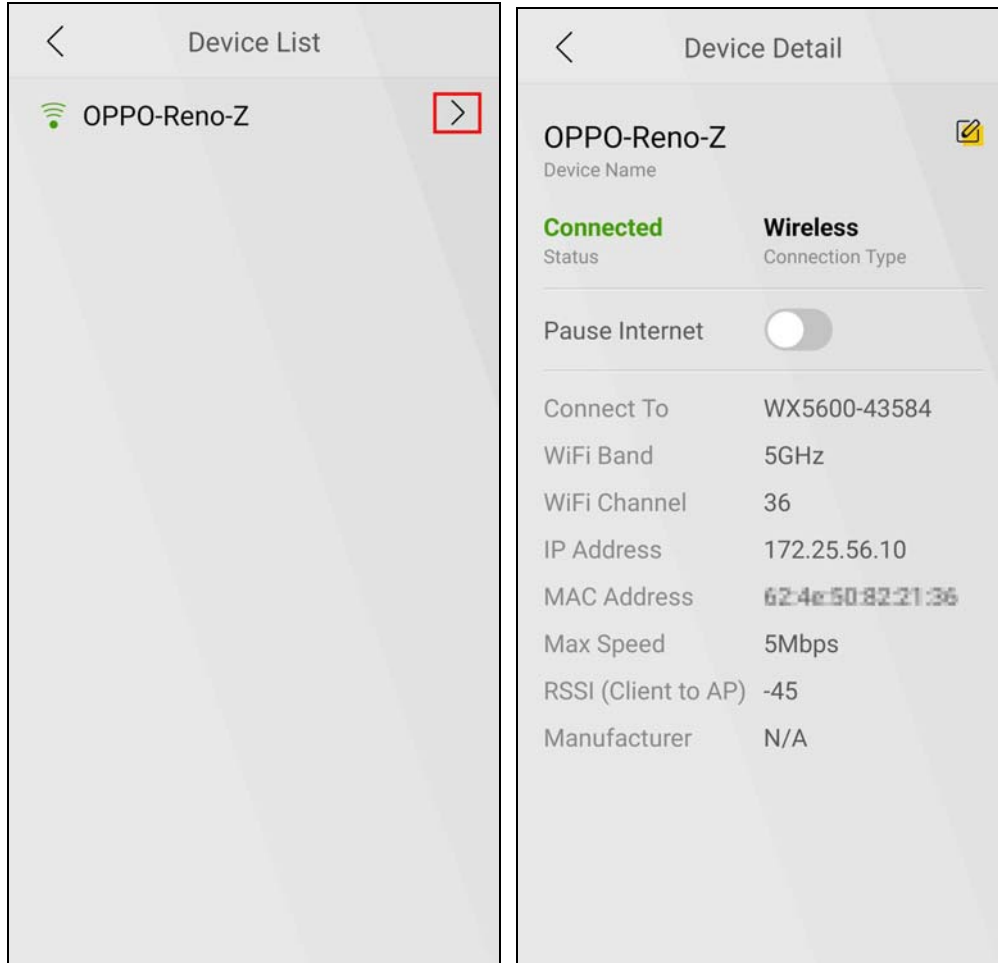 Device List
OPPO-Reno-Z
Device Detail
OPPO-Reno-Z
Device Name
Connected Wireless
Status Connection Type
Pause Internet
Connect To WX5600-43584
WiFi Band 5GHz
WiFi Channel 36
IP Address 172.25.56.10
MAC Address
Max Speed 5Mbps
RSSI (Client to AP) -45
Manufacturer N/A